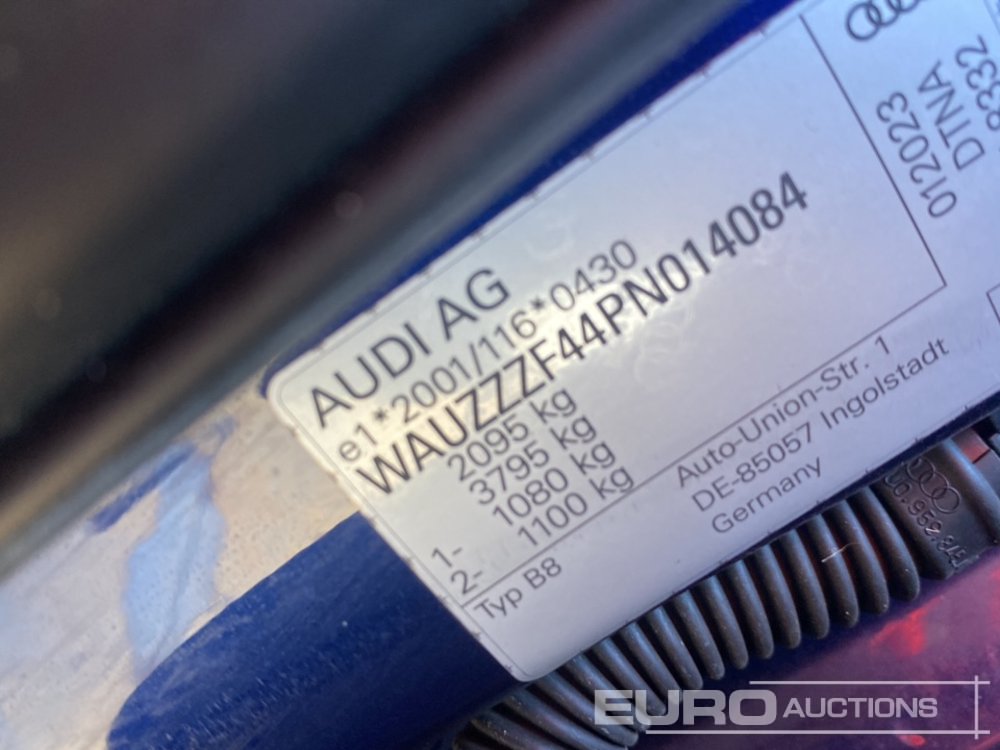 AUDI AG
e1*2001/116*0430
WAUZZZF44PN014084
2095 kg
3795 kg
1- 1080 kg
2- 1100 kg
Typ B8
Auto-Union-Str. 1
DE-85057 Ingolstadt
Germany
012023
DTNA
8332
EURO AUCTIONS